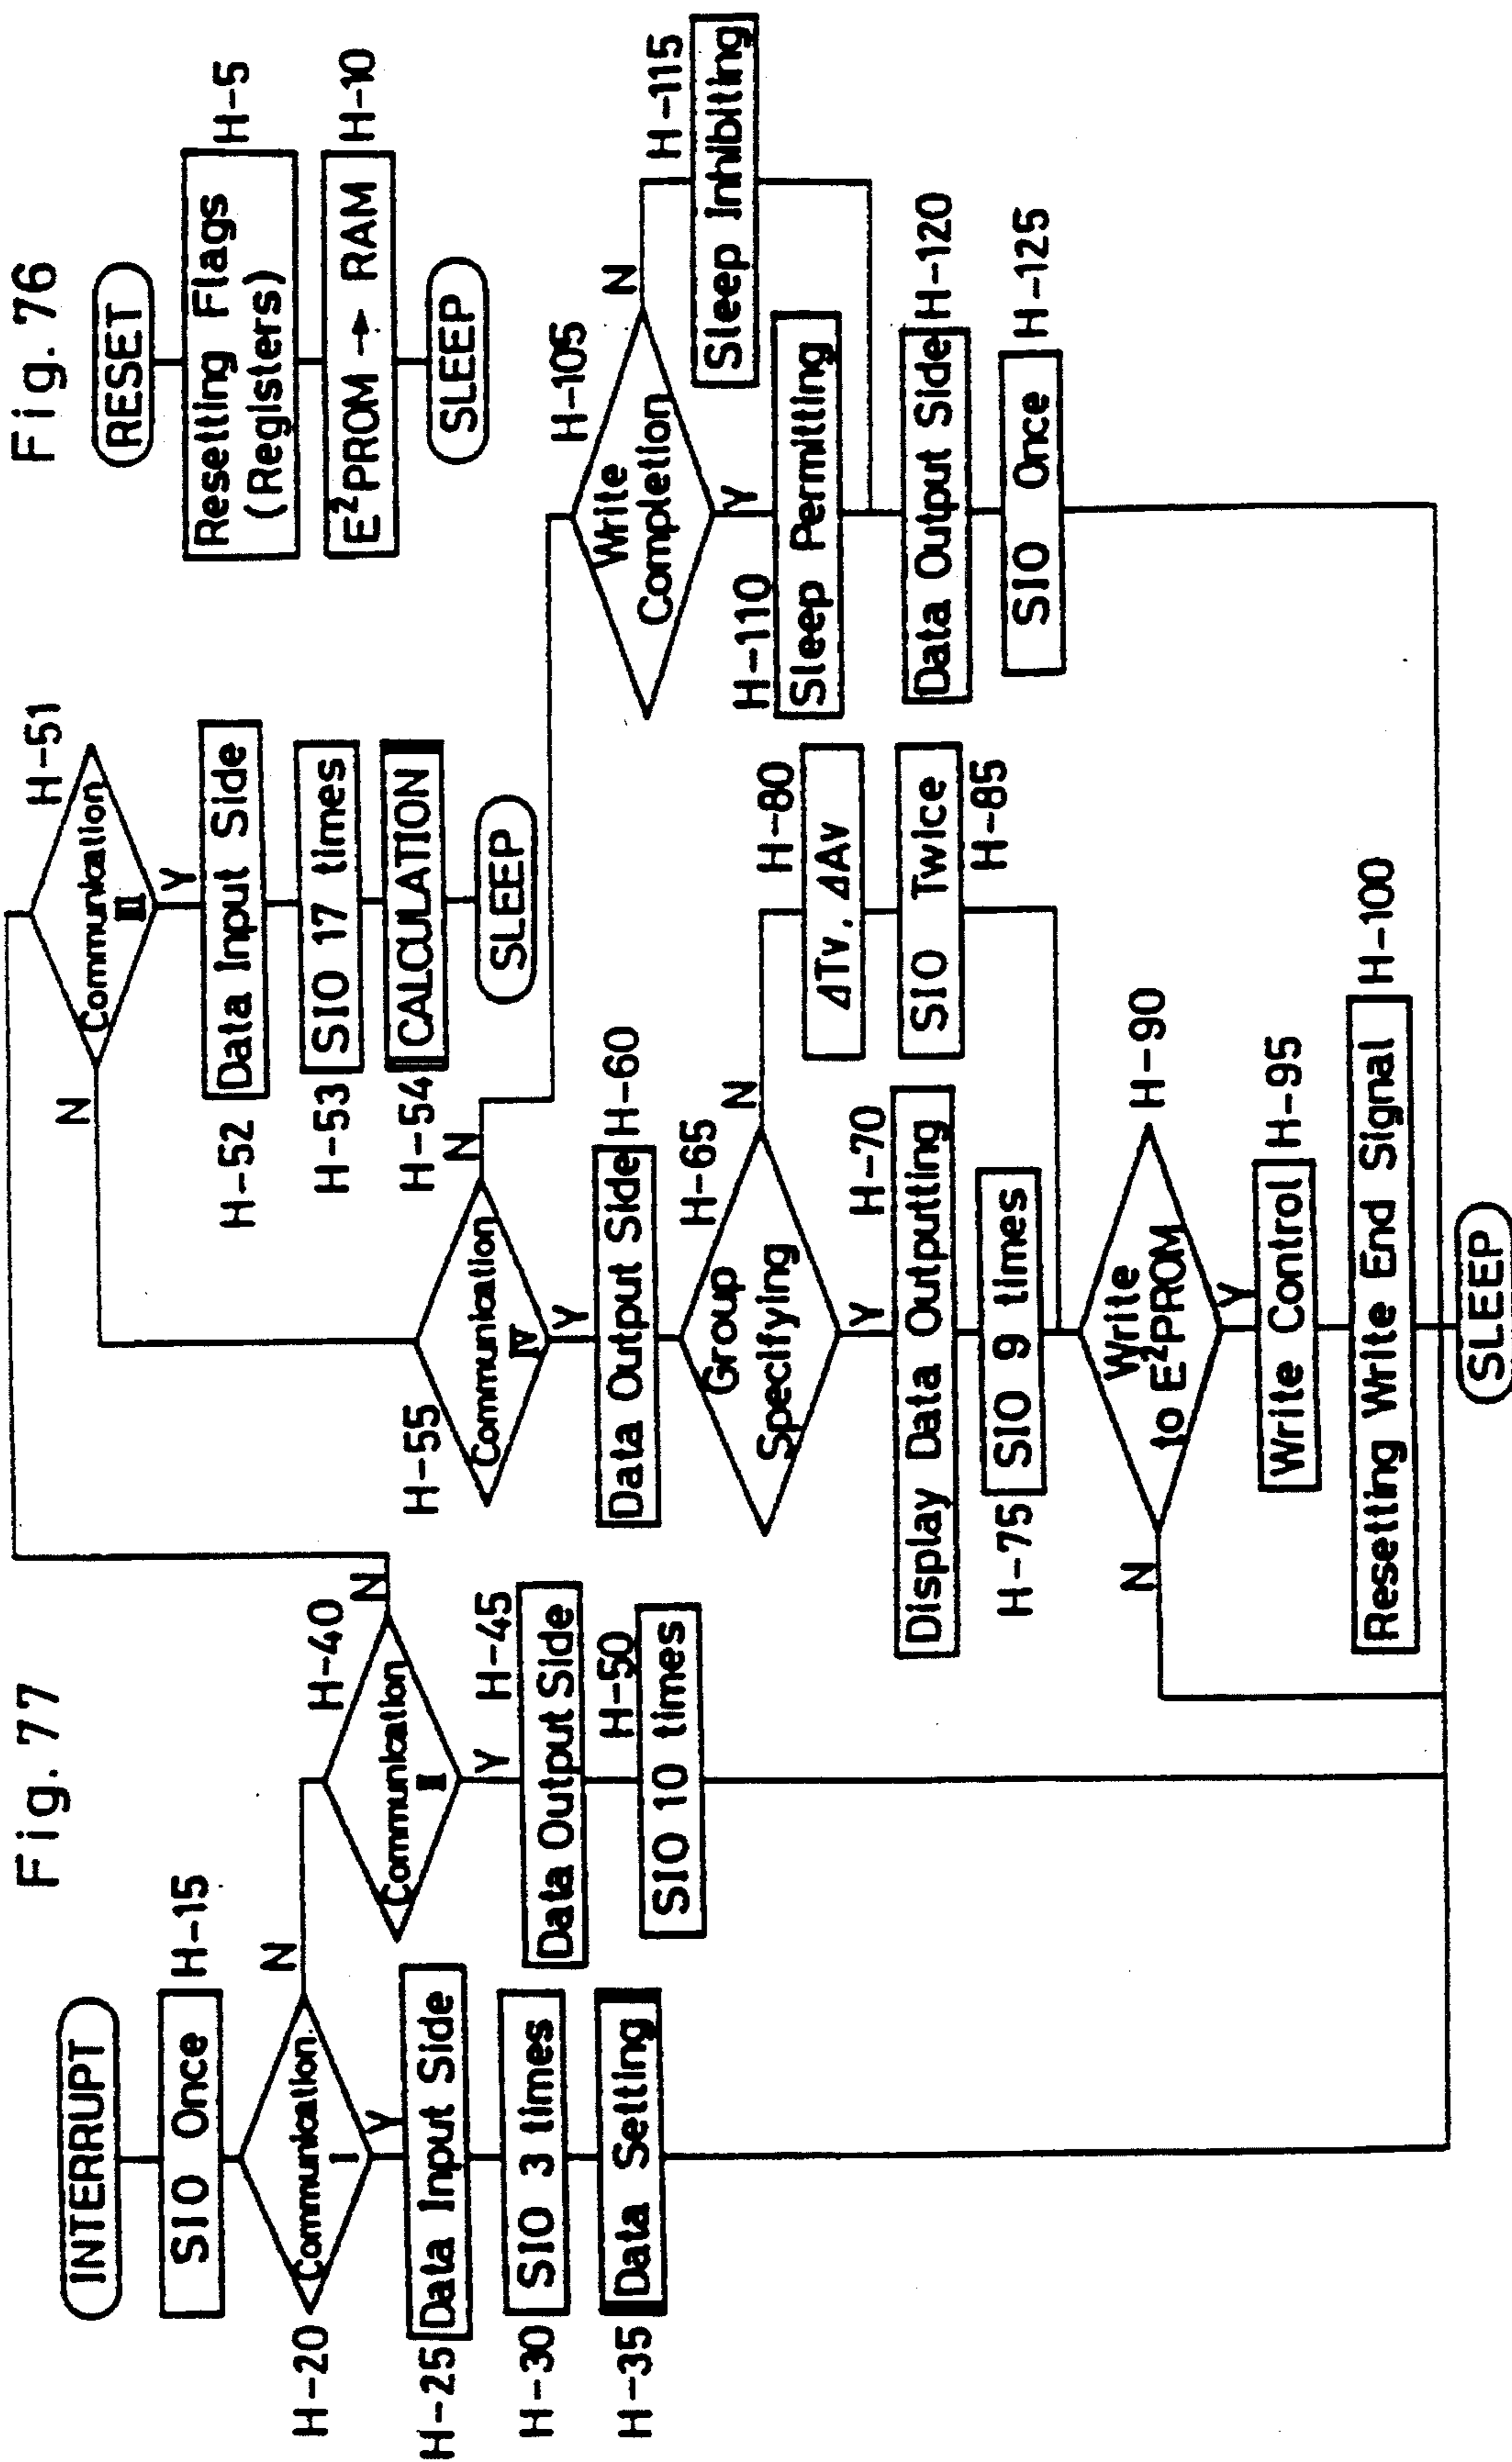 Fig. 76
RESET
Resetting Flags
(Registers)
H-5
E²PROM → RAM
H-10
SLEEP
Fig. 77
INTERRUPT
SIO Once
H-15
H-20
Communication
I
N
Y
H-25
Data Input Side
H-30
SIO 3 times
H-35
Data Setting
H-40
Communication
II
N
Y
H-45
Data Output Side
H-50
SIO 10 times
H-51
Communication
III
N
Y
H-52
Data Input Side
H-53
SIO 17 times
H-54
CALCULATION
SLEEP
H-55
Communication
IV
N
Y
Data Output Side
H-60
H-65
Group
Specifying
N
Y
H-70
Display Data Outputting
H-75
SIO 9 times
H-80
ΔTv, ΔAv
SIO Twice
H-85
Write
to E²PROM
H-90
N
Y
Write Control
H-95
Resetting Write End Signal
H-100
H-105
Write
Completion
N
Y
H-110
Sleep Permitting
H-115
Sleep Inhibiting
Data Output Side
H-120
SIO Once
H-125
SLEEP